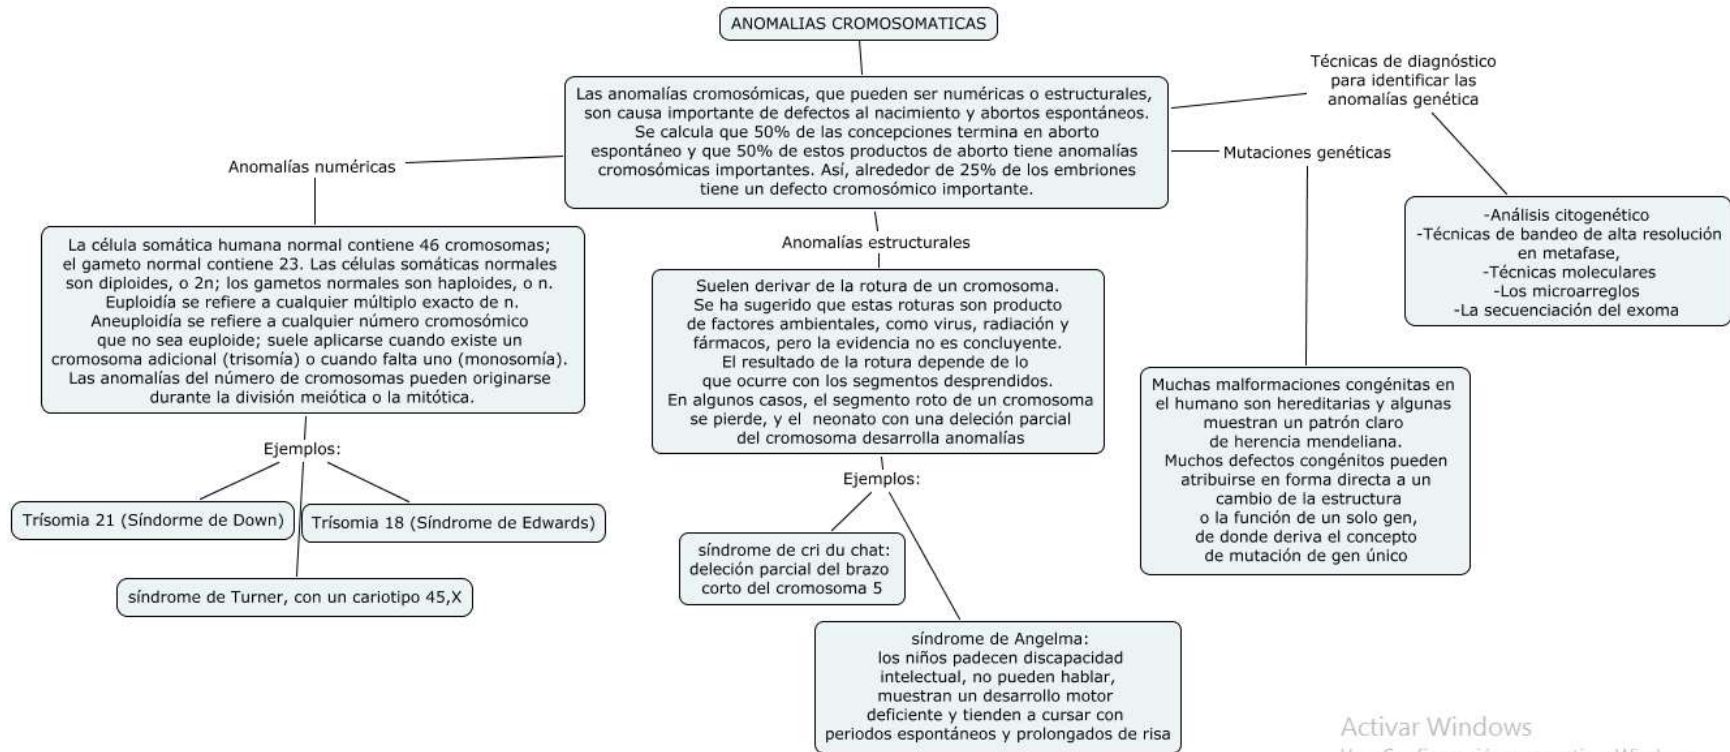 ANOMALIAS CROMOSOMATICAS
Las anomalías cromosómicas, que pueden ser numéricas o estructurales,
son causa importante de defectos al nacimiento y abortos espontáneos.
Se calcula que 50% de las concepciones termina en aborto
espontáneo y que 50% de estos productos de aborto tiene anomalías
cromosómicas importantes. Así, alrededor de 25% de los embriones
tiene un defecto cromosómico importante.
Anomalías numéricas
La célula somática humana normal contiene 46 cromosomas;
el gameto normal contiene 23. Las células somáticas normales
son diploides, o 2n; los gametos normales son haploides, o n.
Euploidía se refiere a cualquier múltiplo exacto de n.
Aneuploidía se refiere a cualquier número cromosómico
que no sea euploide; suele aplicarse cuando existe un
cromosoma adicional (trisomía) o cuando falta uno (monosomía).
Las anomalías del número de cromosomas pueden originarse
durante la división meiótica o la mitótica.
Ejemplos:
Trísomia 21 (Síndorme de Down)
Trísomia 18 (Síndrome de Edwards)
síndrome de Turner, con un cariotipo 45,X
Anomalías estructurales
Suelen derivar de la rotura de un cromosoma.
Se ha sugerido que estas roturas son producto
de factores ambientales, como virus, radiación y
fármacos, pero la evidencia no es concluyente.
El resultado de la rotura depende de lo
que ocurre con los segmentos desprendidos.
En algunos casos, el segmento roto de un cromosoma
se pierde, y el neonato con una deleción parcial
del cromosoma desarrolla anomalías
Ejemplos:
síndrome de cri du chat:
deleción parcial del brazo
corto del cromosoma 5
síndrome de Angelma:
los niños padecen discapacidad
intelectual, no pueden hablar,
muestran un desarrollo motor
deficiente y tienden a cursar con
periodos espontáneos y prolongados de risa
Mutaciones genéticas
Muchas malformaciones congénitas en
el humano son hereditarias y algunas
muestran un patrón claro
de herencia mendeliana.
Muchos defectos congénitos pueden
atribuirse en forma directa a un
cambio de la estructura
o la función de un solo gen,
de donde deriva el concepto
de mutación de gen único
Técnicas de diagnóstico
para identificar las
anomalías genética
-Análisis citogenético
-Técnicas de bandeo de alta resolución
en metafase,
-Técnicas moleculares
-Los microarreglos
-La secuenciación del exoma
Activar Windows